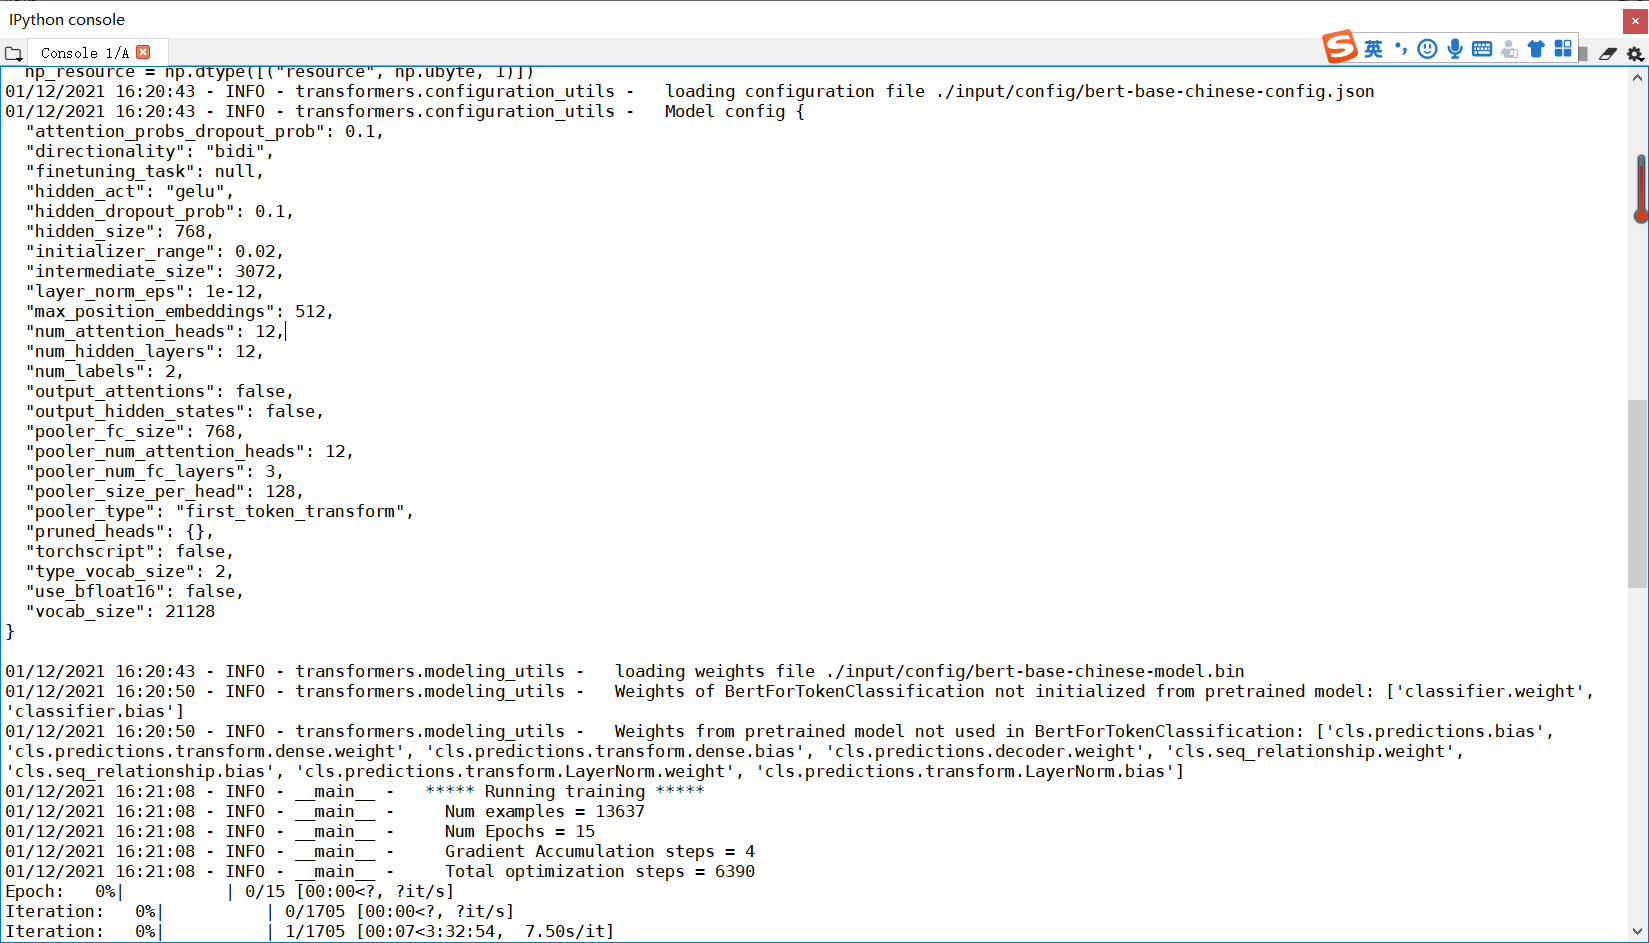 IPython console
Console 1/A
英
np_resource = np.dtype([("resource", np.ubyte, 1)])
01/12/2021 16:20:43 - INFO - transformers.configuration_utils -   loading configuration file ./input/config/bert-base-chinese-config.json
01/12/2021 16:20:43 - INFO - transformers.configuration_utils -   Model config {
  "attention_probs_dropout_prob": 0.1,
  "directionality": "bidi",
  "finetuning_task": null,
  "hidden_act": "gelu",
  "hidden_dropout_prob": 0.1,
  "hidden_size": 768,
  "initializer_range": 0.02,
  "intermediate_size": 3072,
  "layer_norm_eps": 1e-12,
  "max_position_embeddings": 512,
  "num_attention_heads": 12,
  "num_hidden_layers": 12,
  "num_labels": 2,
  "output_attentions": false,
  "output_hidden_states": false,
  "pooler_fc_size": 768,
  "pooler_num_attention_heads": 12,
  "pooler_num_fc_layers": 3,
  "pooler_size_per_head": 128,
  "pooler_type": "first_token_transform",
  "pruned_heads": {},
  "torchscript": false,
  "type_vocab_size": 2,
  "use_bfloat16": false,
  "vocab_size": 21128
}
01/12/2021 16:20:43 - INFO - transformers.modeling_utils -   loading weights file ./input/config/bert-base-chinese-model.bin
01/12/2021 16:20:50 - INFO - transformers.modeling_utils -   Weights of BertForTokenClassification not initialized from pretrained model: ['classifier.weight',
'classifier.bias']
01/12/2021 16:20:50 - INFO - transformers.modeling_utils -   Weights from pretrained model not used in BertForTokenClassification: ['cls.predictions.bias',
'cls.predictions.transform.dense.weight', 'cls.predictions.transform.dense.bias', 'cls.predictions.decoder.weight', 'cls.seq_relationship.weight',
'cls.seq_relationship.bias', 'cls.predictions.transform.LayerNorm.weight', 'cls.predictions.transform.LayerNorm.bias']
01/12/2021 16:21:08 - INFO - __main__ -   ***** Running training *****
01/12/2021 16:21:08 - INFO - __main__ -     Num examples = 13637
01/12/2021 16:21:08 - INFO - __main__ -     Num Epochs = 15
01/12/2021 16:21:08 - INFO - __main__ -     Gradient Accumulation steps = 4
01/12/2021 16:21:08 - INFO - __main__ -     Total optimization steps = 6390
Epoch:   0%|          | 0/15 [00:00<?, ?it/s]
Iteration:   0%|          | 0/1705 [00:00<?, ?it/s]
Iteration:   0%|          | 1/1705 [00:07<3:32:54,  7.50s/it]